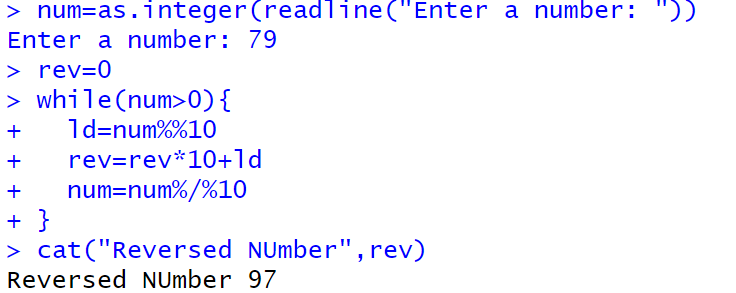 > num=as.integer(readline("Enter a number: "))
Enter a number: 79
> rev=0
> while(num>0){
+   ld=num%%10
+   rev=rev*10+ld
+   num=num%/%10
+ }
> cat("Reversed NUmber",rev)
Reversed NUmber 97